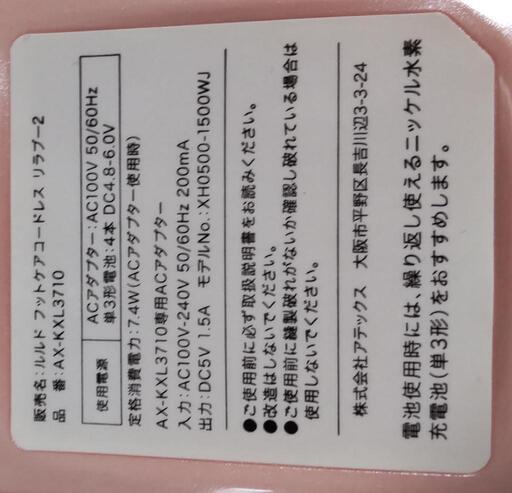 販売名：ルルド フットケアコードレス リラブー2
品　番：AX-KXL3710
使用電源
ACアダプター：AC100V 50/60Hz
単3形電池：4本 DC4.8-6.0V
定格消費電力：7.4W(ACアダプター使用時)
AX-KXL3710専用ACアダプター
入力：AC100V-240V 50/60Hz 200mA
出力：DC5V 1.5A　モデルNo.：XH0500-1500WJ
●ご使用前に必ず取扱説明書をお読みください。
●改造はしないでください。
●ご使用前に縫製破れがないか確認し破れている場合は
使用しないでください。
株式会社アテックス　大阪市平野区長吉川辺3-3-24
電池使用時には、繰り返し使えるニッケル水素
充電池(単3形)をおすすめします。